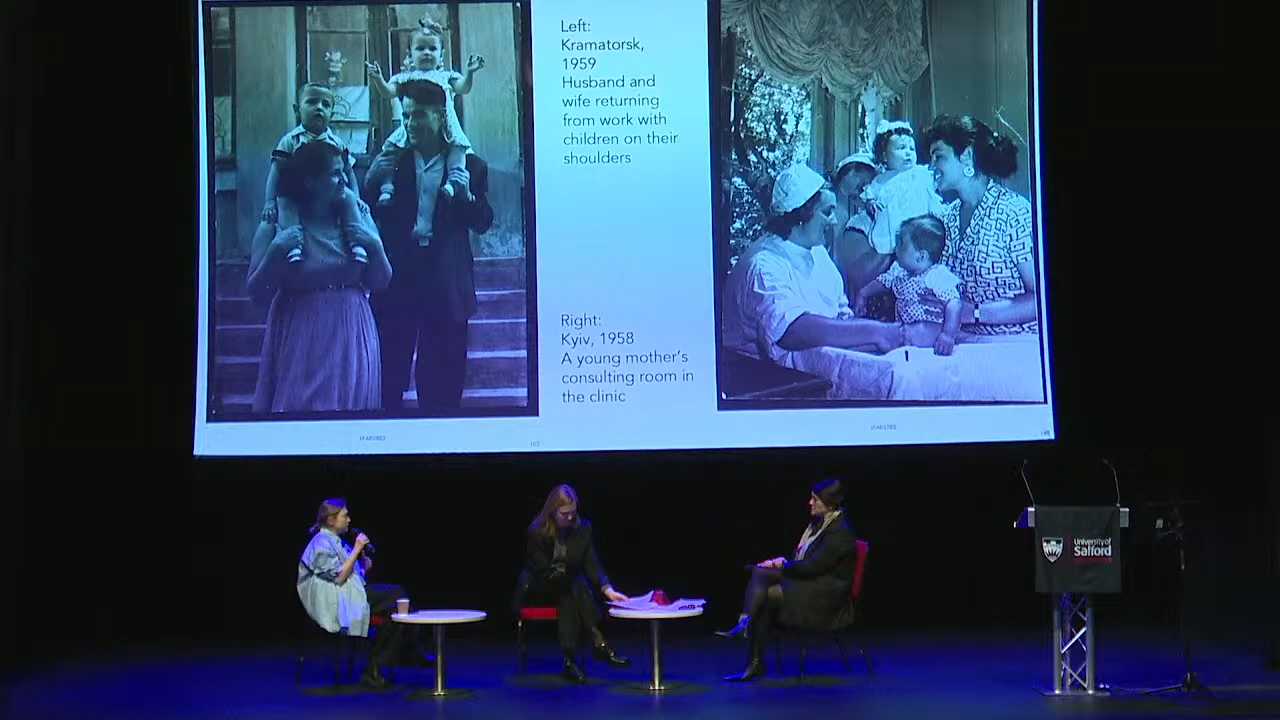 Left:
Kramatorsk,
1959
Husband and
wife returning
from work with
children on their
shoulders
Right:
Kyiv, 1958
A young mother's
consulting room in
the clinic
University of
Salford